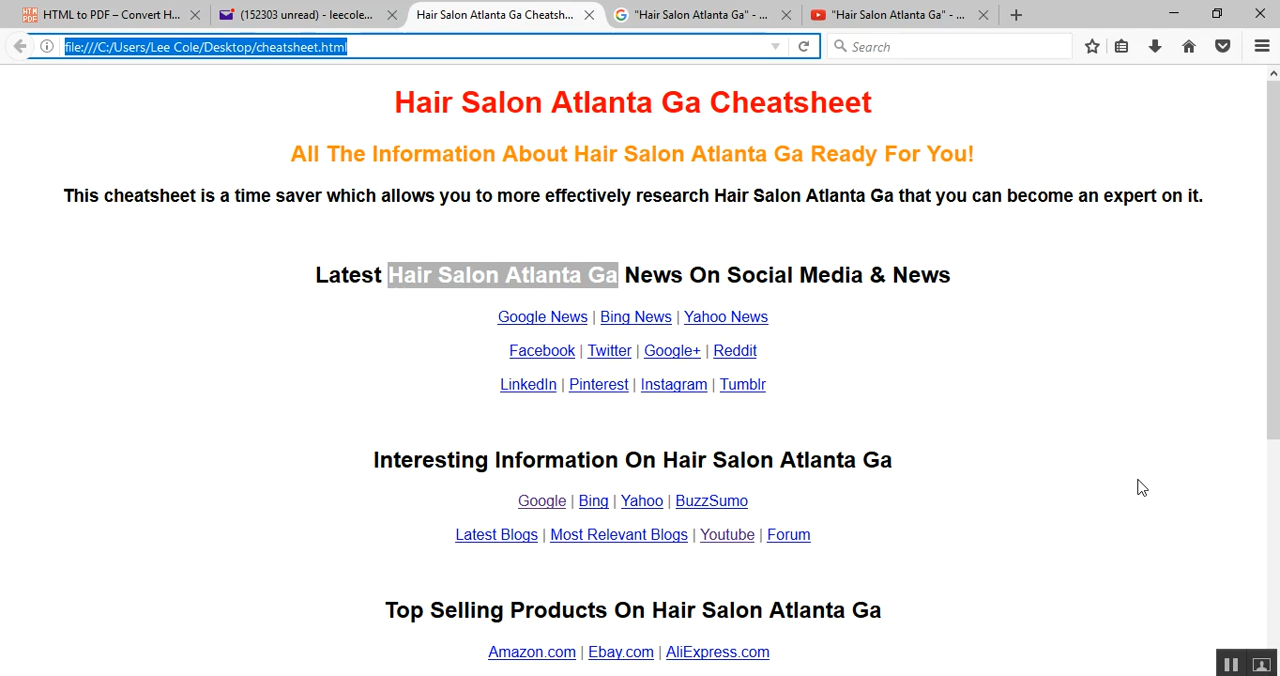 HTML to PDF – Convert H...
(152303 unread) - leecole...
Hair Salon Atlanta Ga Cheatsh...
"Hair Salon Atlanta Ga" - ...
"Hair Salon Atlanta Ga" - ...
file:///C:/Users/Lee Cole/Desktop/cheatsheet.html
Search
Hair Salon Atlanta Ga Cheatsheet
All The Information About Hair Salon Atlanta Ga Ready For You!
This cheatsheet is a time saver which allows you to more effectively research Hair Salon Atlanta Ga that you can become an expert on it.
Latest Hair Salon Atlanta Ga News On Social Media & News
Google News | Bing News | Yahoo News
Facebook | Twitter | Google+ | Reddit
LinkedIn | Pinterest | Instagram | Tumblr
Interesting Information On Hair Salon Atlanta Ga
Google | Bing | Yahoo | BuzzSumo
Latest Blogs | Most Relevant Blogs | Youtube | Forum
Top Selling Products On Hair Salon Atlanta Ga
Amazon.com | Ebay.com | AliExpress.com